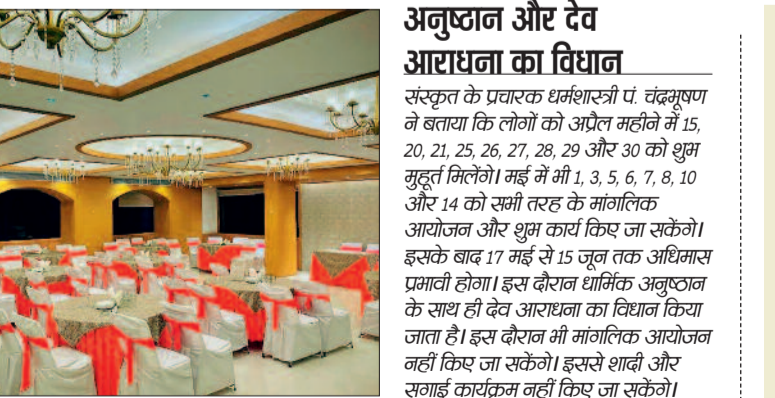 अनुष्ठान और देव
आराधना का विधान
संस्कृत के प्रचारक धर्मशास्त्री पं. चंद्रभूषण
ने बताया कि लोगों को अप्रैल महीने में 15,
20, 21, 25, 26, 27, 28, 29 और 30 को शुभ
मुहूर्त मिलेंगे। मई में भी 1, 3, 5, 6, 7, 8, 10
और 14 को सभी तरह के मांगलिक
आयोजन और शुभ कार्य किए जा सकेंगे।
इसके बाद 17 मई से 15 जून तक अधिमास
प्रभावी होगा। इस दौरान धार्मिक अनुष्ठान
के साथ ही देव आराधना का विधान किया
जाता है। इस दौरान भी मांगलिक आयोजन
नहीं किए जा सकेंगे। इससे शादी और
सगाई कार्यक्रम नहीं किए जा सकेंगे।